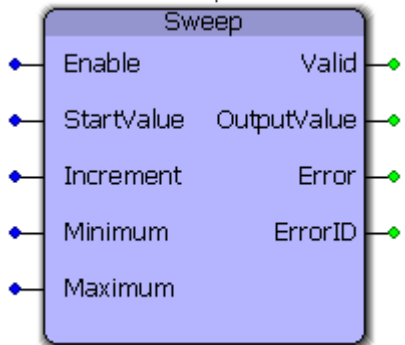 Sweep
Enable Valid
StartValue OutputValue
Increment Error
Minimum ErrorID
Maximum